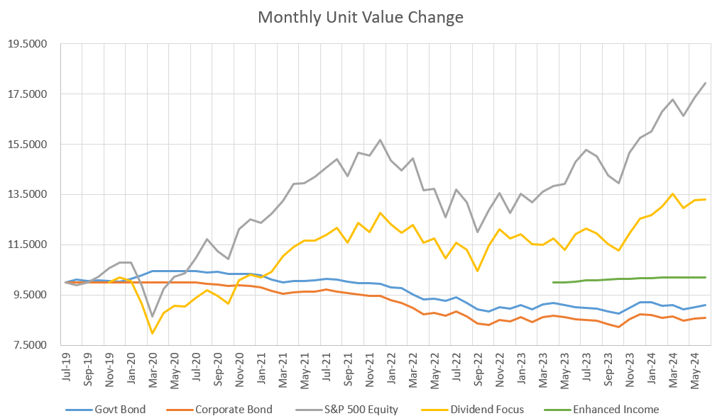 Monthly Unit Value Change
19.5000
17.5000
15.5000
13.5000
11.5000
9.5000
7.5000
Jul-19 Sep-19 Nov-19 Jan-20 Mar-20 May-20 Jul-20 Sep-20 Nov-20 Jan-21 Mar-21 May-21 Jul-21 Sep-21 Nov-21 Jan-22 Mar-22 May-22 Jul-22 Sep-22 Nov-22 Jan-23 Mar-23 May-23 Jul-23 Sep-23 Nov-23 Jan-24 Mar-24 May-24
Govt Bond Corporate Bond S&P 500 Equity Dividend Focus Enhanced Income